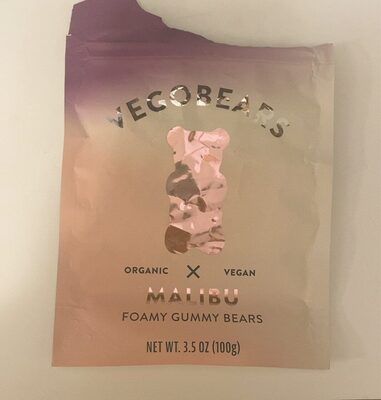 VEGOBEARS
ORGANIC X VEGAN
MALIBU
FOAMY GUMMY BEARS
NET WT. 3.5 OZ (100g)